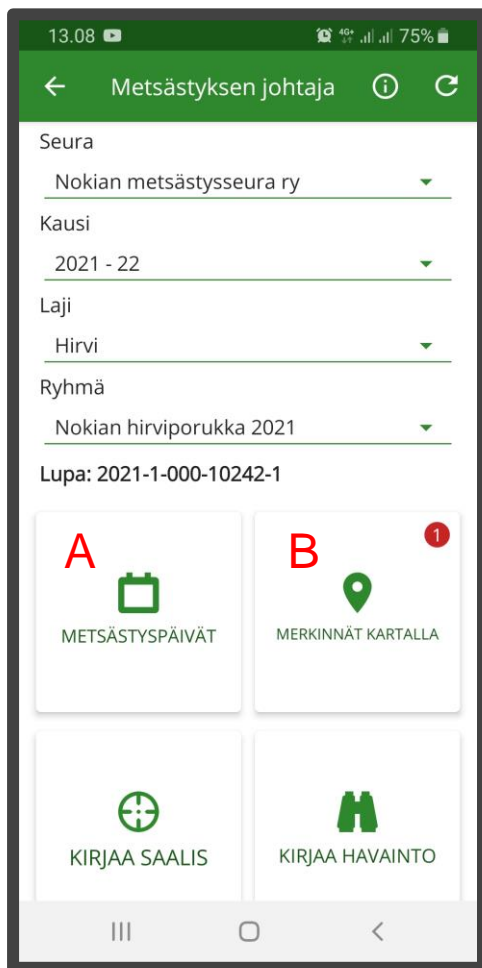 13.08 4G+ 75%
Metsästyksen johtaja
Seura
Nokian metsästysseura ry
Kausi
2021 - 22
Laji
Hirvi
Ryhmä
Nokian hirviporukka 2021
Lupa: 2021-1-000-10242-1
A B 1
METSÄSTYSPÄIVÄT MERKINNÄT KARTALLA
KIRJAA SAALIS KIRJAA HAVAINTO